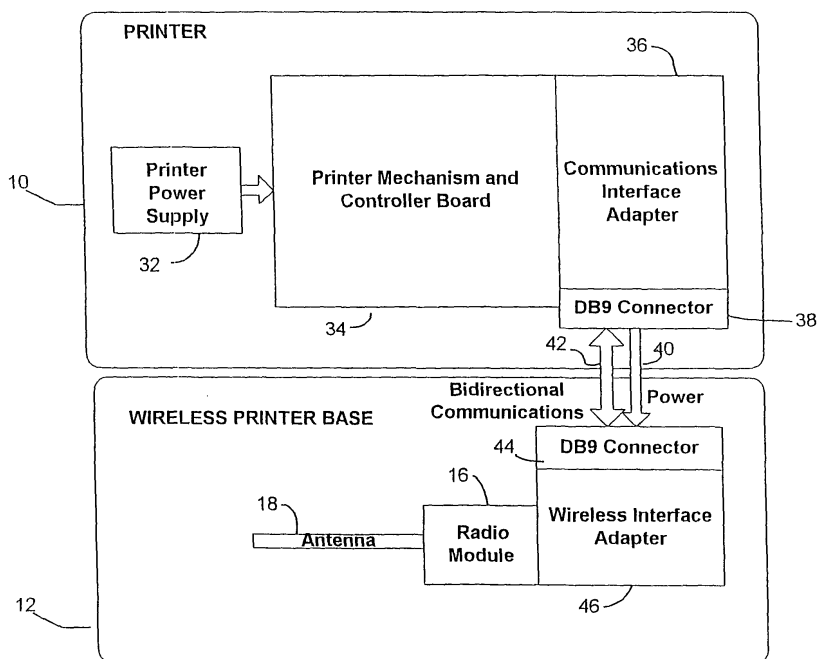 PRINTER
36
10
Printer
Power
Supply
32
Printer Mechanism and
Controller Board
34
Communications
Interface
Adapter
DB9 Connector
38
42
40
Bidirectional
Communications
Power
WIRELESS PRINTER BASE
44
DB9 Connector
16
18
Antenna
Radio
Module
Wireless Interface
Adapter
46
12